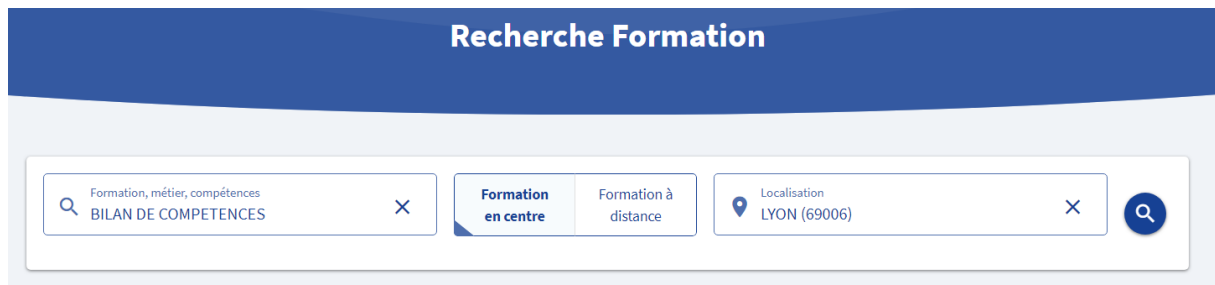 Recherche Formation
Formation, métier, compétences
BILAN DE COMPETENCES
Formation
en centre
Formation à
distance
Localisation
LYON (69006)